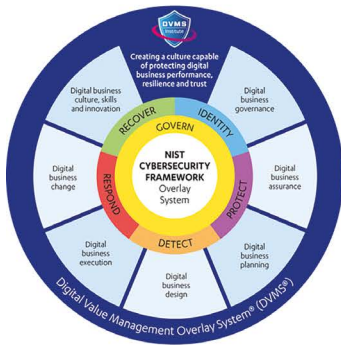 DVMS
Institute
Creating a culture capable
of protecting digital
business performance,
resilience and trust
Digital business
culture, skills
and innovation
Digital
business
governance
RECOVER
IDENTITY
GOVERN
NIST
CYBERSECURITY
FRAMEWORK
Overlay
System
Digital
business
change
Digital
business
assurance
RESPOND
PROTECT
DETECT
Digital
business
execution
Digital
business
design
Digital
business
planning
Digital Value Management Overlay System® (DVMS®)